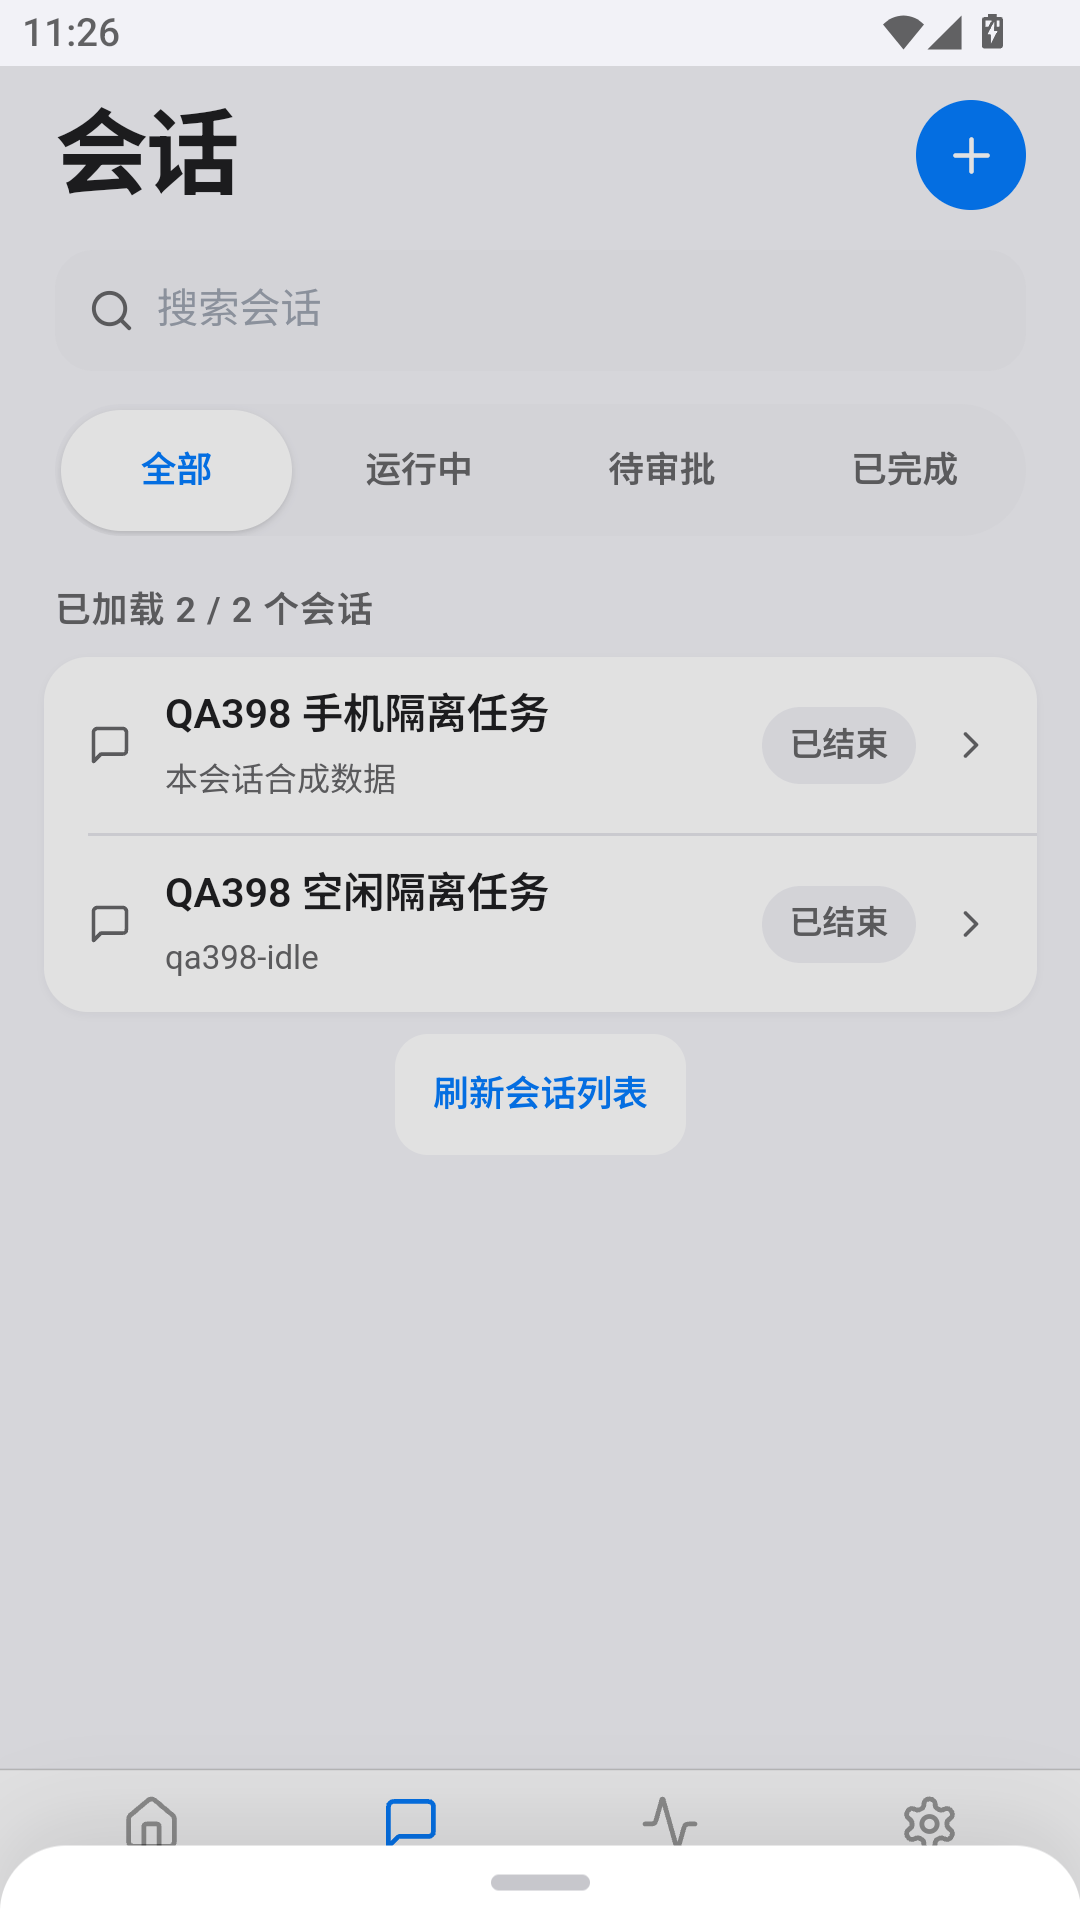 11:26
会话
搜索会话
全部 运行中 待审批 已完成
已加载 2 / 2 个会话
QA398 手机隔离任务
本会话合成数据
已结束
QA398 空闲隔离任务
qa398-idle
已结束
刷新会话列表